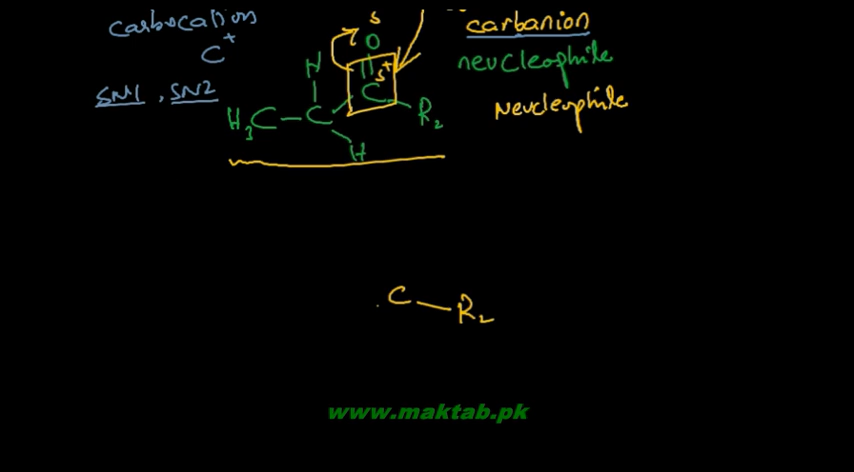 Carbocation
C+
SN1 , SN2
carbanion
neucleophile
Neucleophile
S
O
H
S+
H3C—C
C
R2
H
C—R2
www.maktab.pk